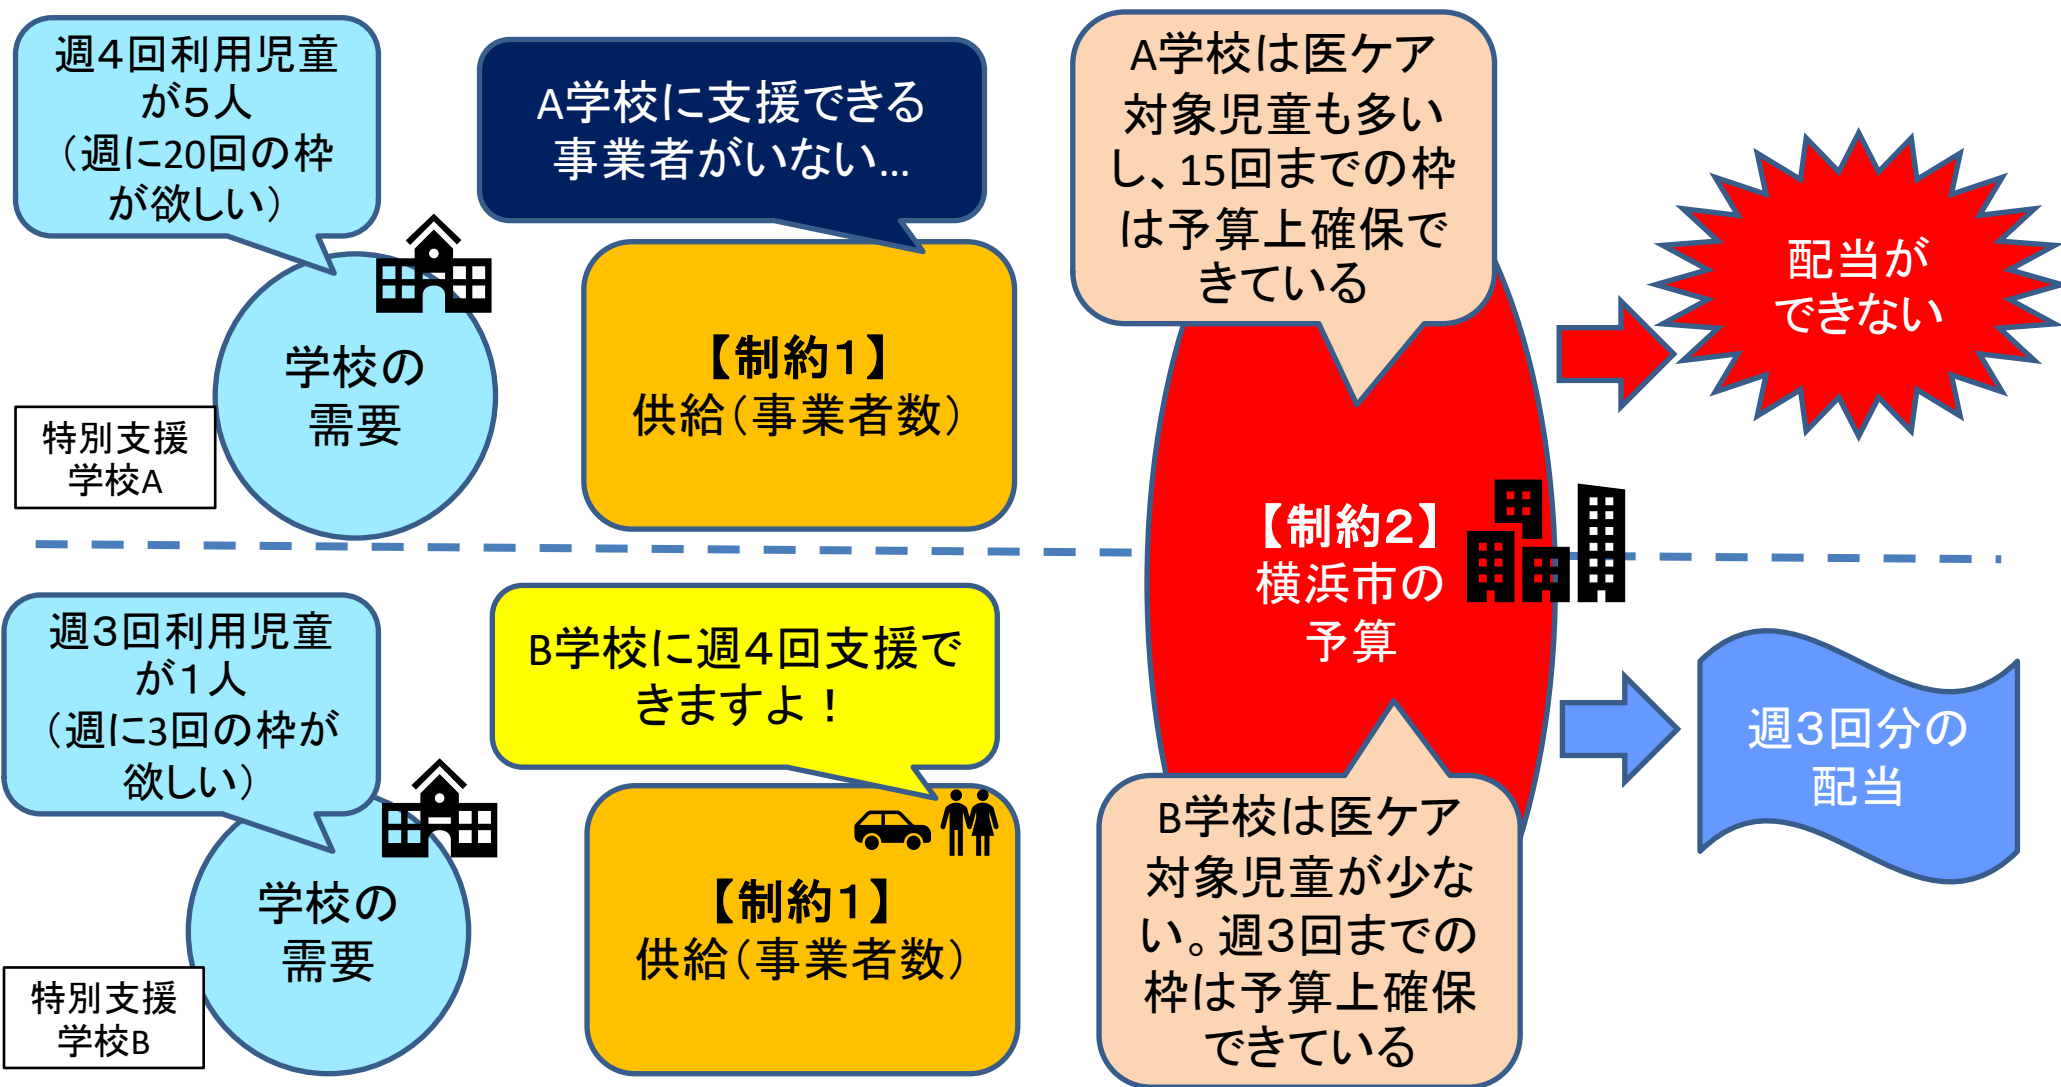 週４回利用児童
が５人
（週に20回の枠
が欲しい）
A学校に支援できる
事業者がいない…
A学校は医ケア
対象児童も多い
し、15回までの枠
は予算上確保で
きている
配当が
できない
学校の
需要
【制約１】
供給（事業者数）
特別支援
学校A
【制約２】
横浜市の
予算
週３回利用児童
が１人
（週に3回の枠が
欲しい）
B学校に週４回支援で
きますよ！
週３回分の
配当
学校の
需要
【制約１】
供給（事業者数）
B学校は医ケア
対象児童が少な
い。週３回までの
枠は予算上確保
できている
特別支援
学校B